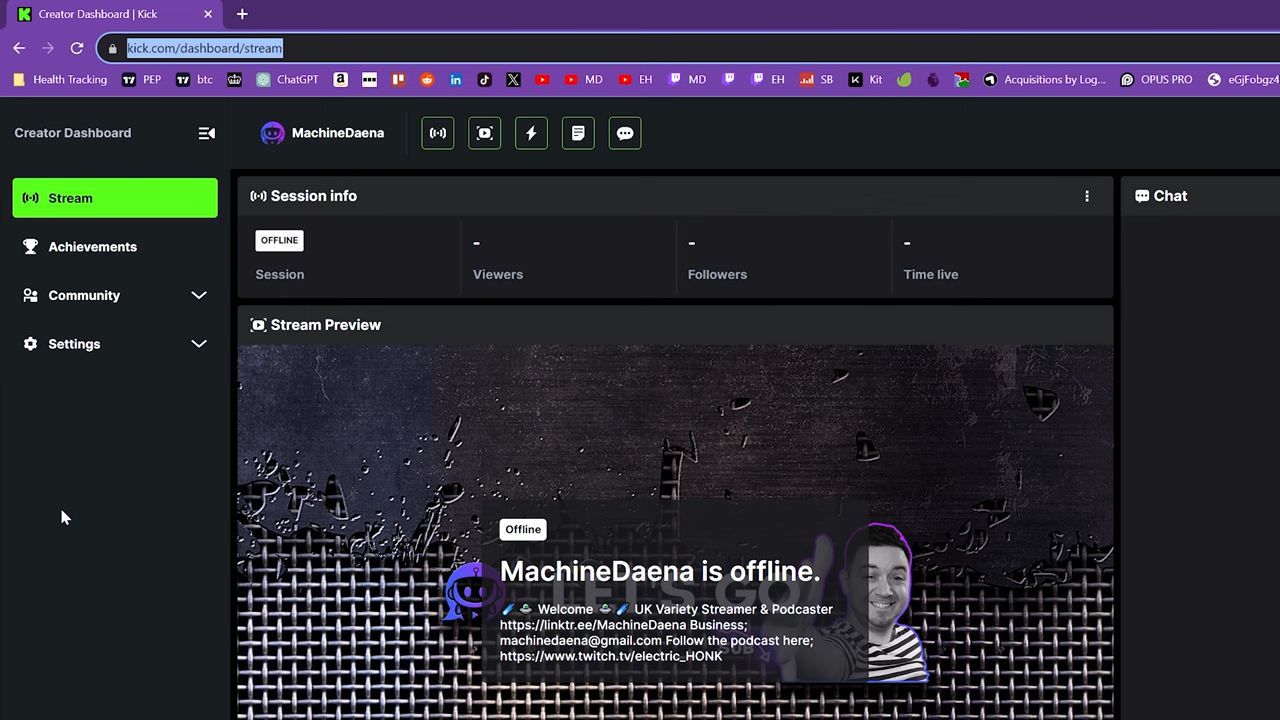 Creator Dashboard | Kick
kick.com/dashboard/stream
Health Tracking PEP btc ChatGPT MD EH MD EH SB Kit Acquisitions by Log... OPUS PRO eGjFobgz4
Creator Dashboard
MachineDaena
Stream
Achievements
Community
Settings
Session info
OFFLINE - - -
Session Viewers Followers Time live
Chat
Stream Preview
Offline
MachineDaena is offline.
LET'S GO
☄️ 🛸 Welcome 🛸 ☄️ UK Variety Streamer & Podcaster
https://linktr.ee/MachineDaena Business;
machinedaena@gmail.com Follow the podcast here;
https://www.twitch.tv/electric_HONK
SUB